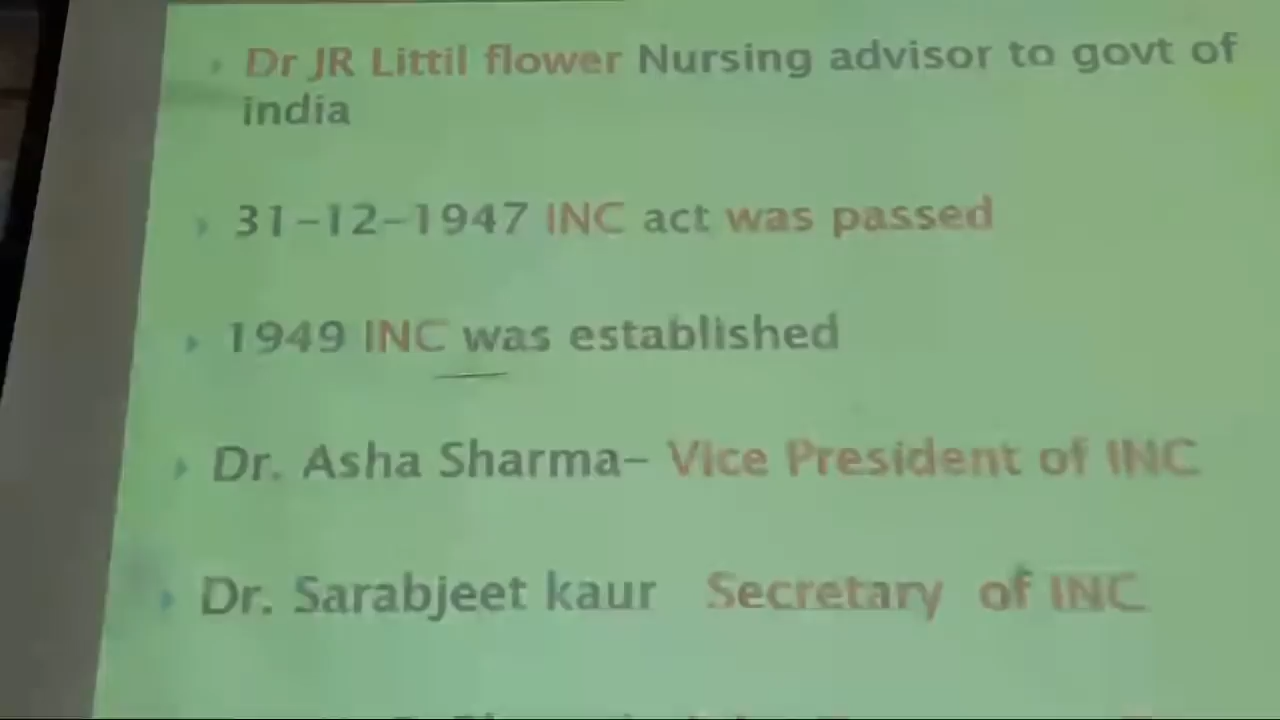 Dr JR Littil flower Nursing advisor to govt of
india
31-12-1947 INC act was passed
1949 INC was established
Dr. Asha Sharma- Vice President of INC
Dr. Sarabjeet kaur Secretary of INC